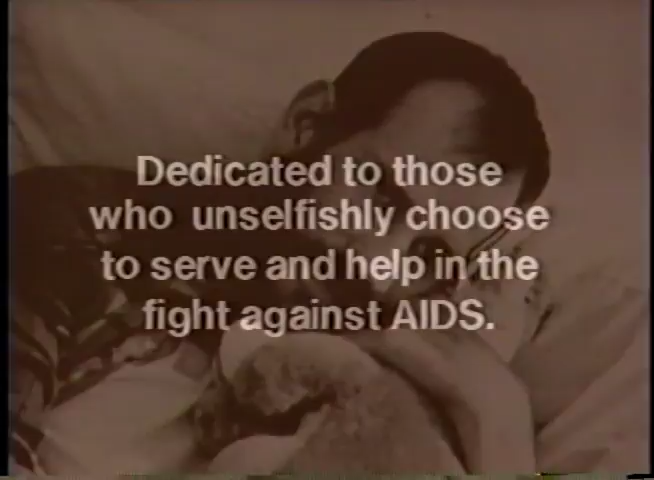 Dedicated to those
who unselfishly choose
to serve and help in the
fight against AIDS.